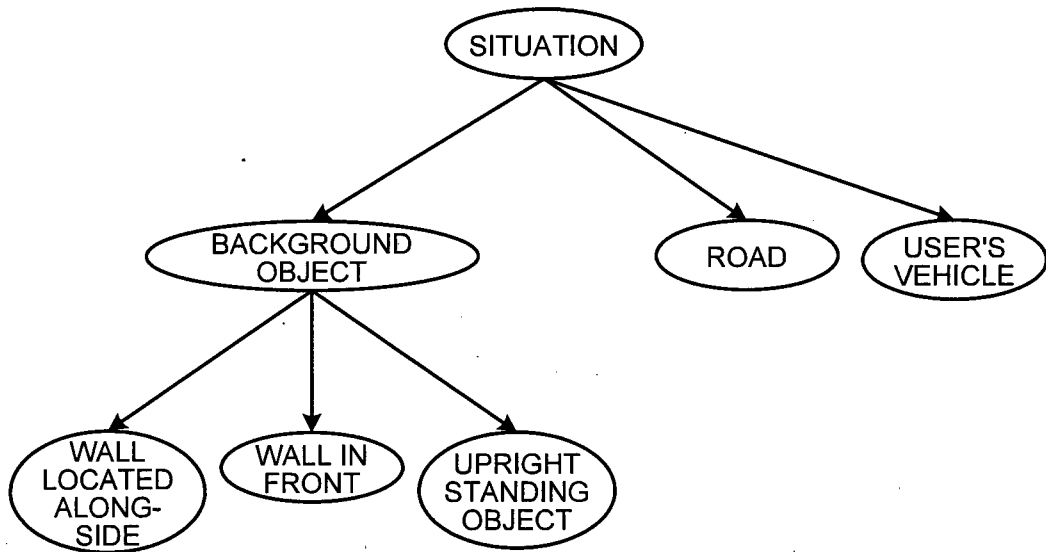 SITUATION
BACKGROUND
OBJECT
ROAD
USER'S
VEHICLE
WALL
LOCATED
ALONG-
SIDE
WALL IN
FRONT
UPRIGHT
STANDING
OBJECT